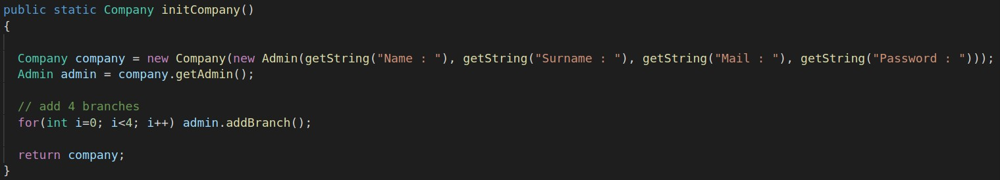 public static Company initCompany()
{
Company company = new Company(new Admin(getString("Name : "), getString("Surname : "), getString("Mail : "), getString("Password : ")));
Admin admin = company.getAdmin();
// add 4 branches
for(int i=0; i<4; i++) admin.addBranch();
return company;
}